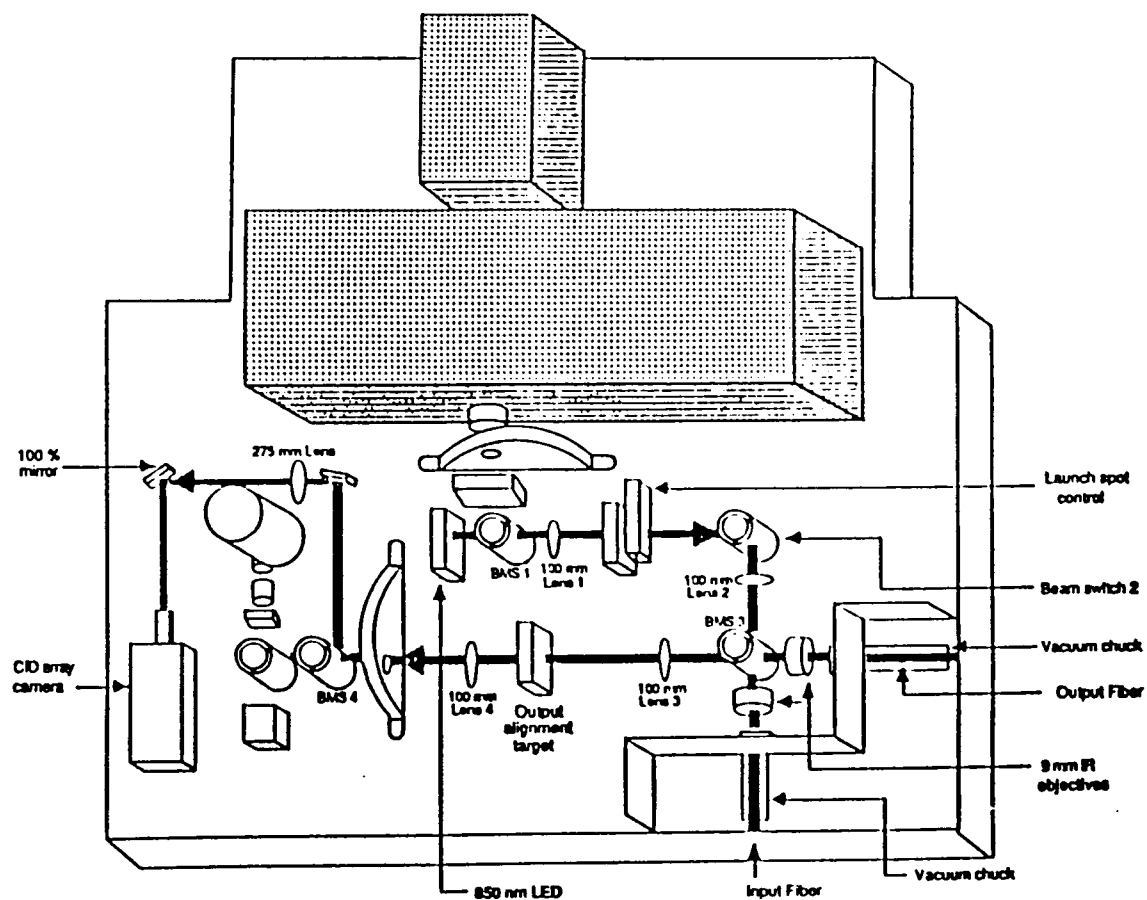 100 %
mirror
275 mm Lens
Launch spot
control
BMS 1
100 mm
Lens 1
100 mm
Lens 2
Beam switch 2
BMS 3
Vacuum chuck
CID array
camera
BMS 4
100 mm
Lens 4
Output
alignment
target
100 mm
Lens 3
Output Fiber
9 mm IR
objectives
850 nm LED
Input Fiber
Vacuum chuck